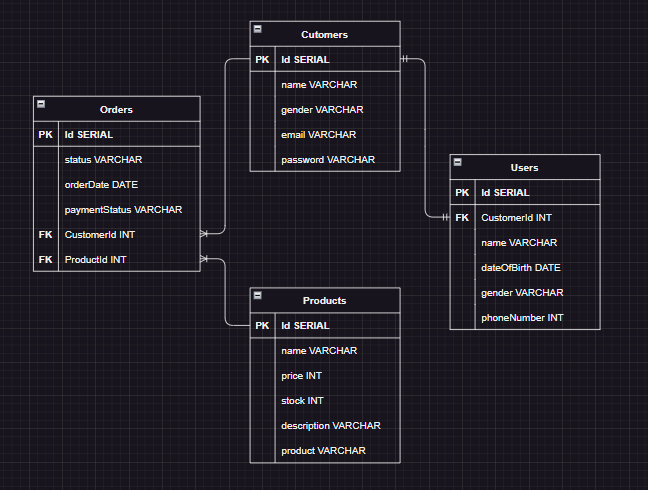 Cutomers
PK Id SERIAL
name VARCHAR
gender VARCHAR
email VARCHAR
password VARCHAR
Orders
PK Id SERIAL
status VARCHAR
orderDate DATE
paymentStatus VARCHAR
FK CustomerId INT
FK ProductId INT
Users
PK Id SERIAL
FK CustomerId INT
name VARCHAR
dateOfBirth DATE
gender VARCHAR
phoneNumber INT
Products
PK Id SERIAL
name VARCHAR
price INT
stock INT
description VARCHAR
product VARCHAR